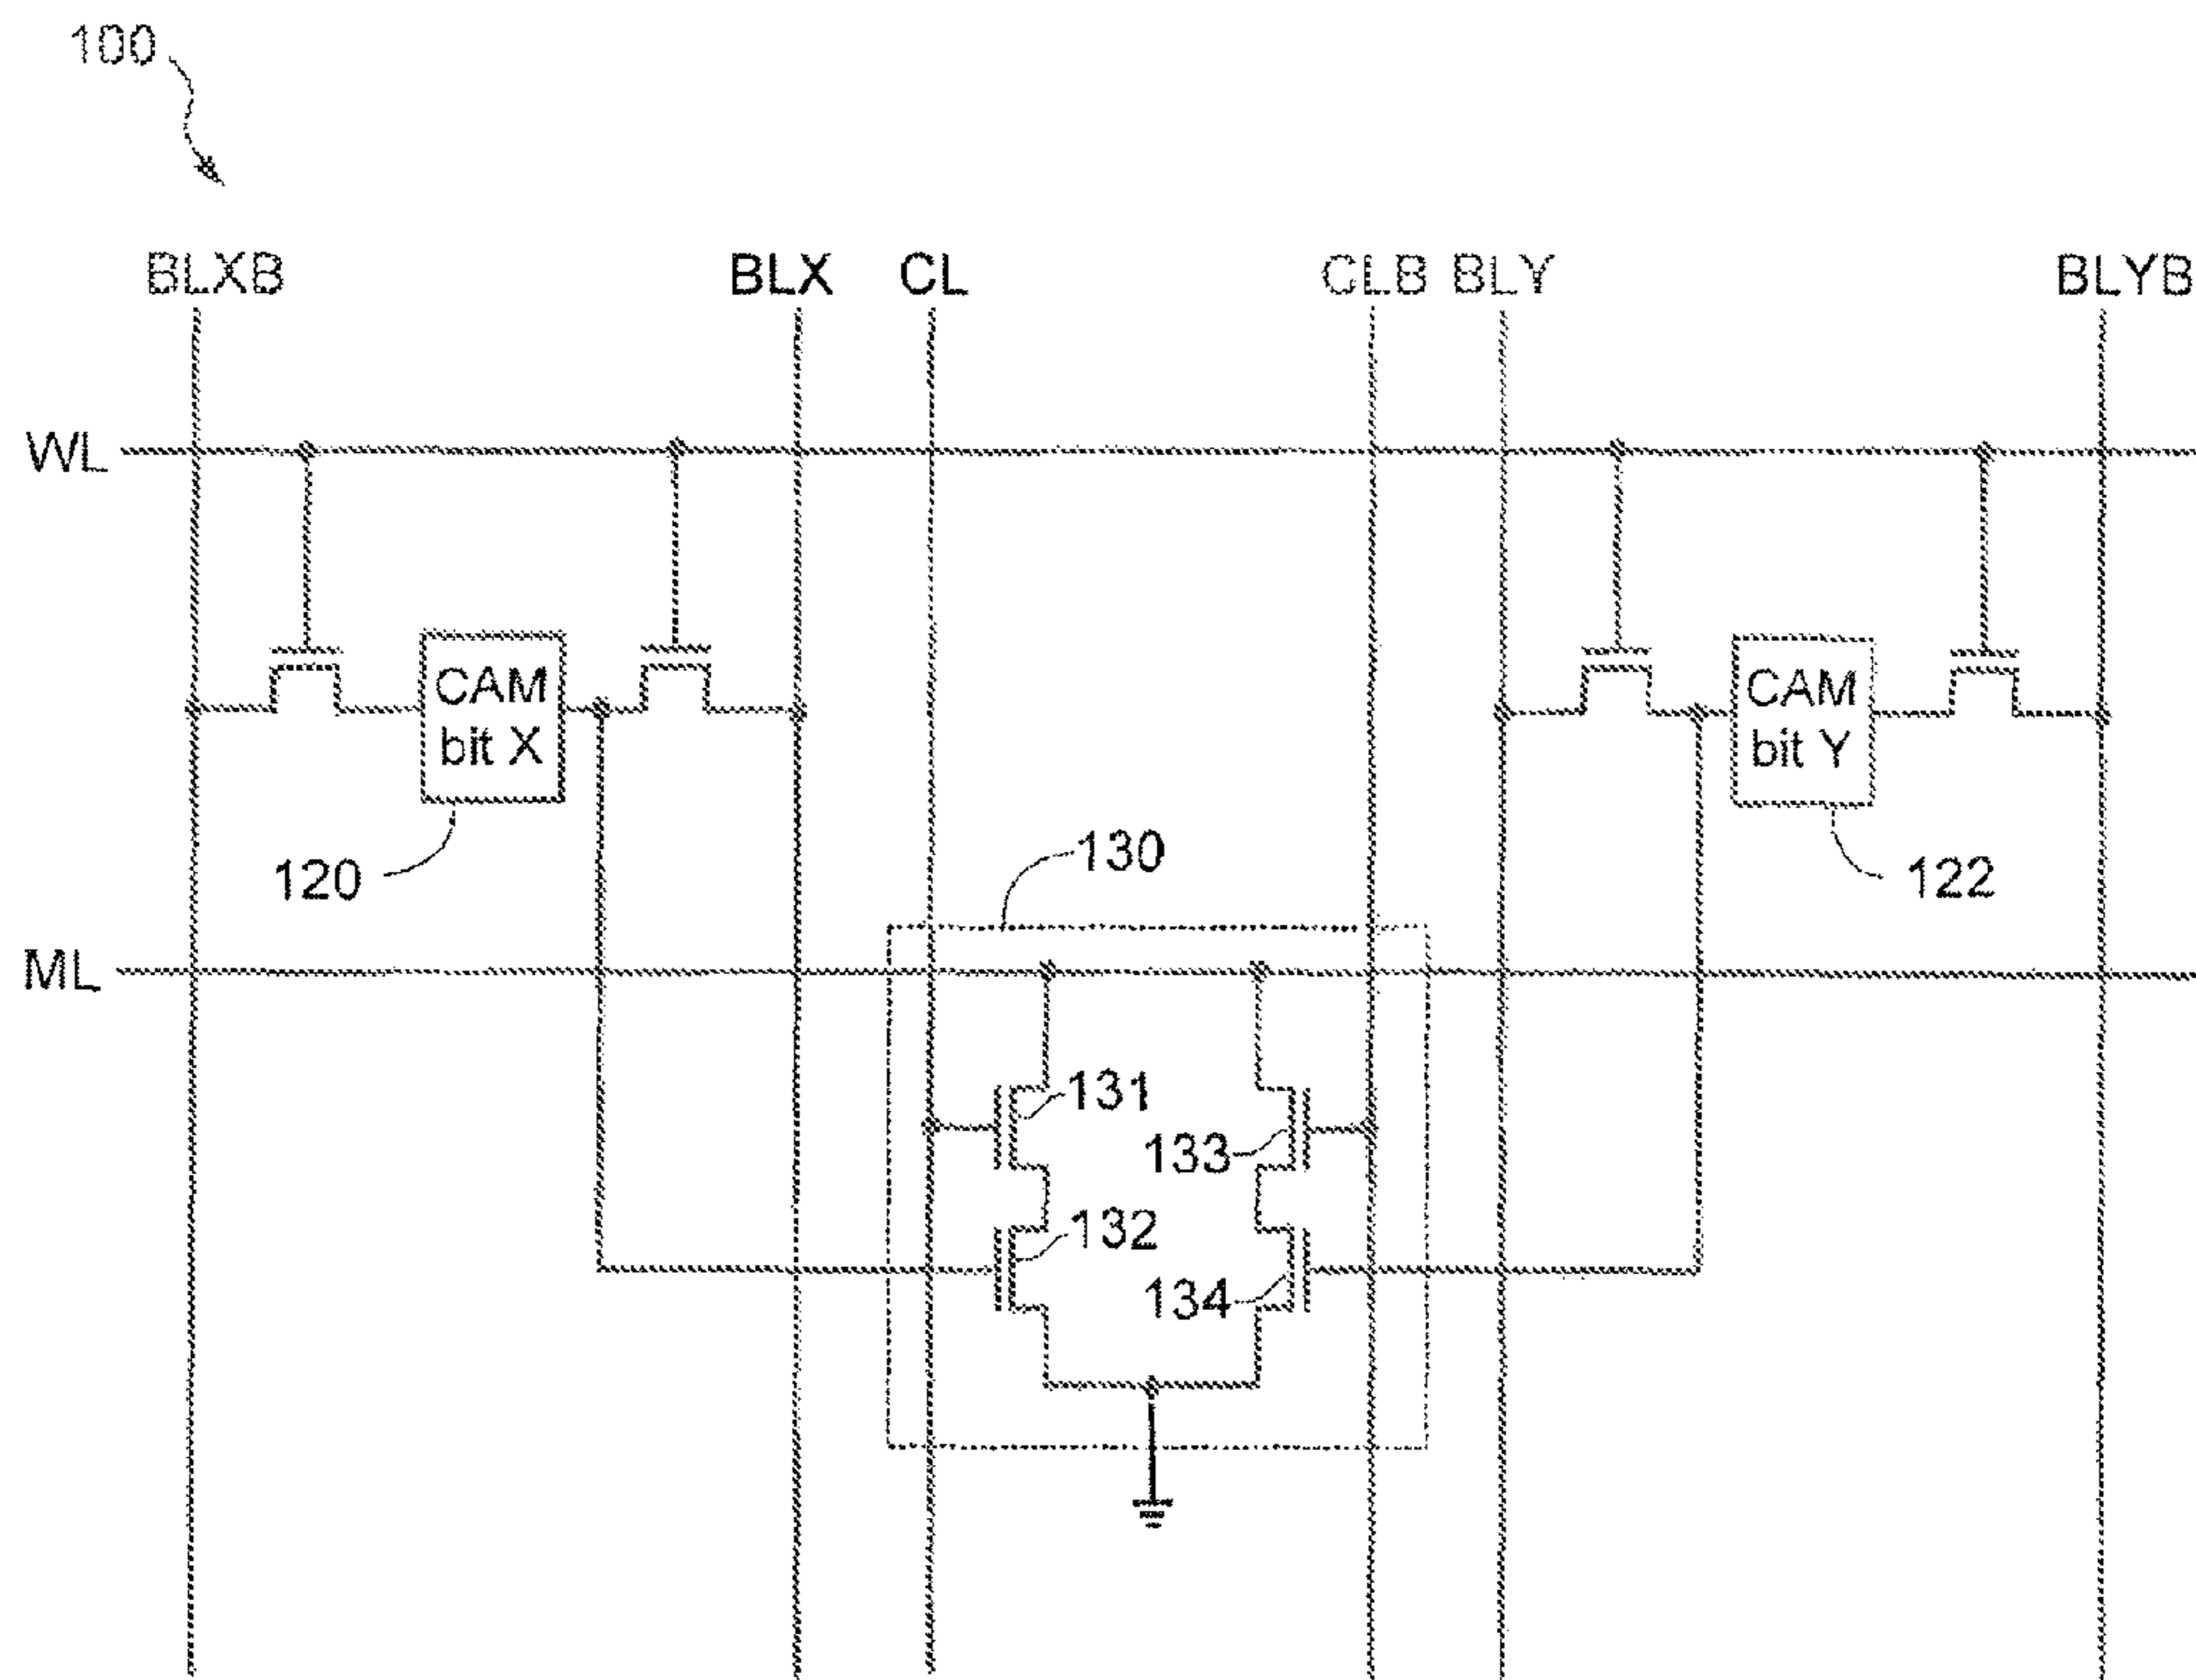 100
BLXB BLX CL CLB BLY BLYB
WL
CAM
bit X
CAM
bit Y
120
130
122
ML
131
133
132
134